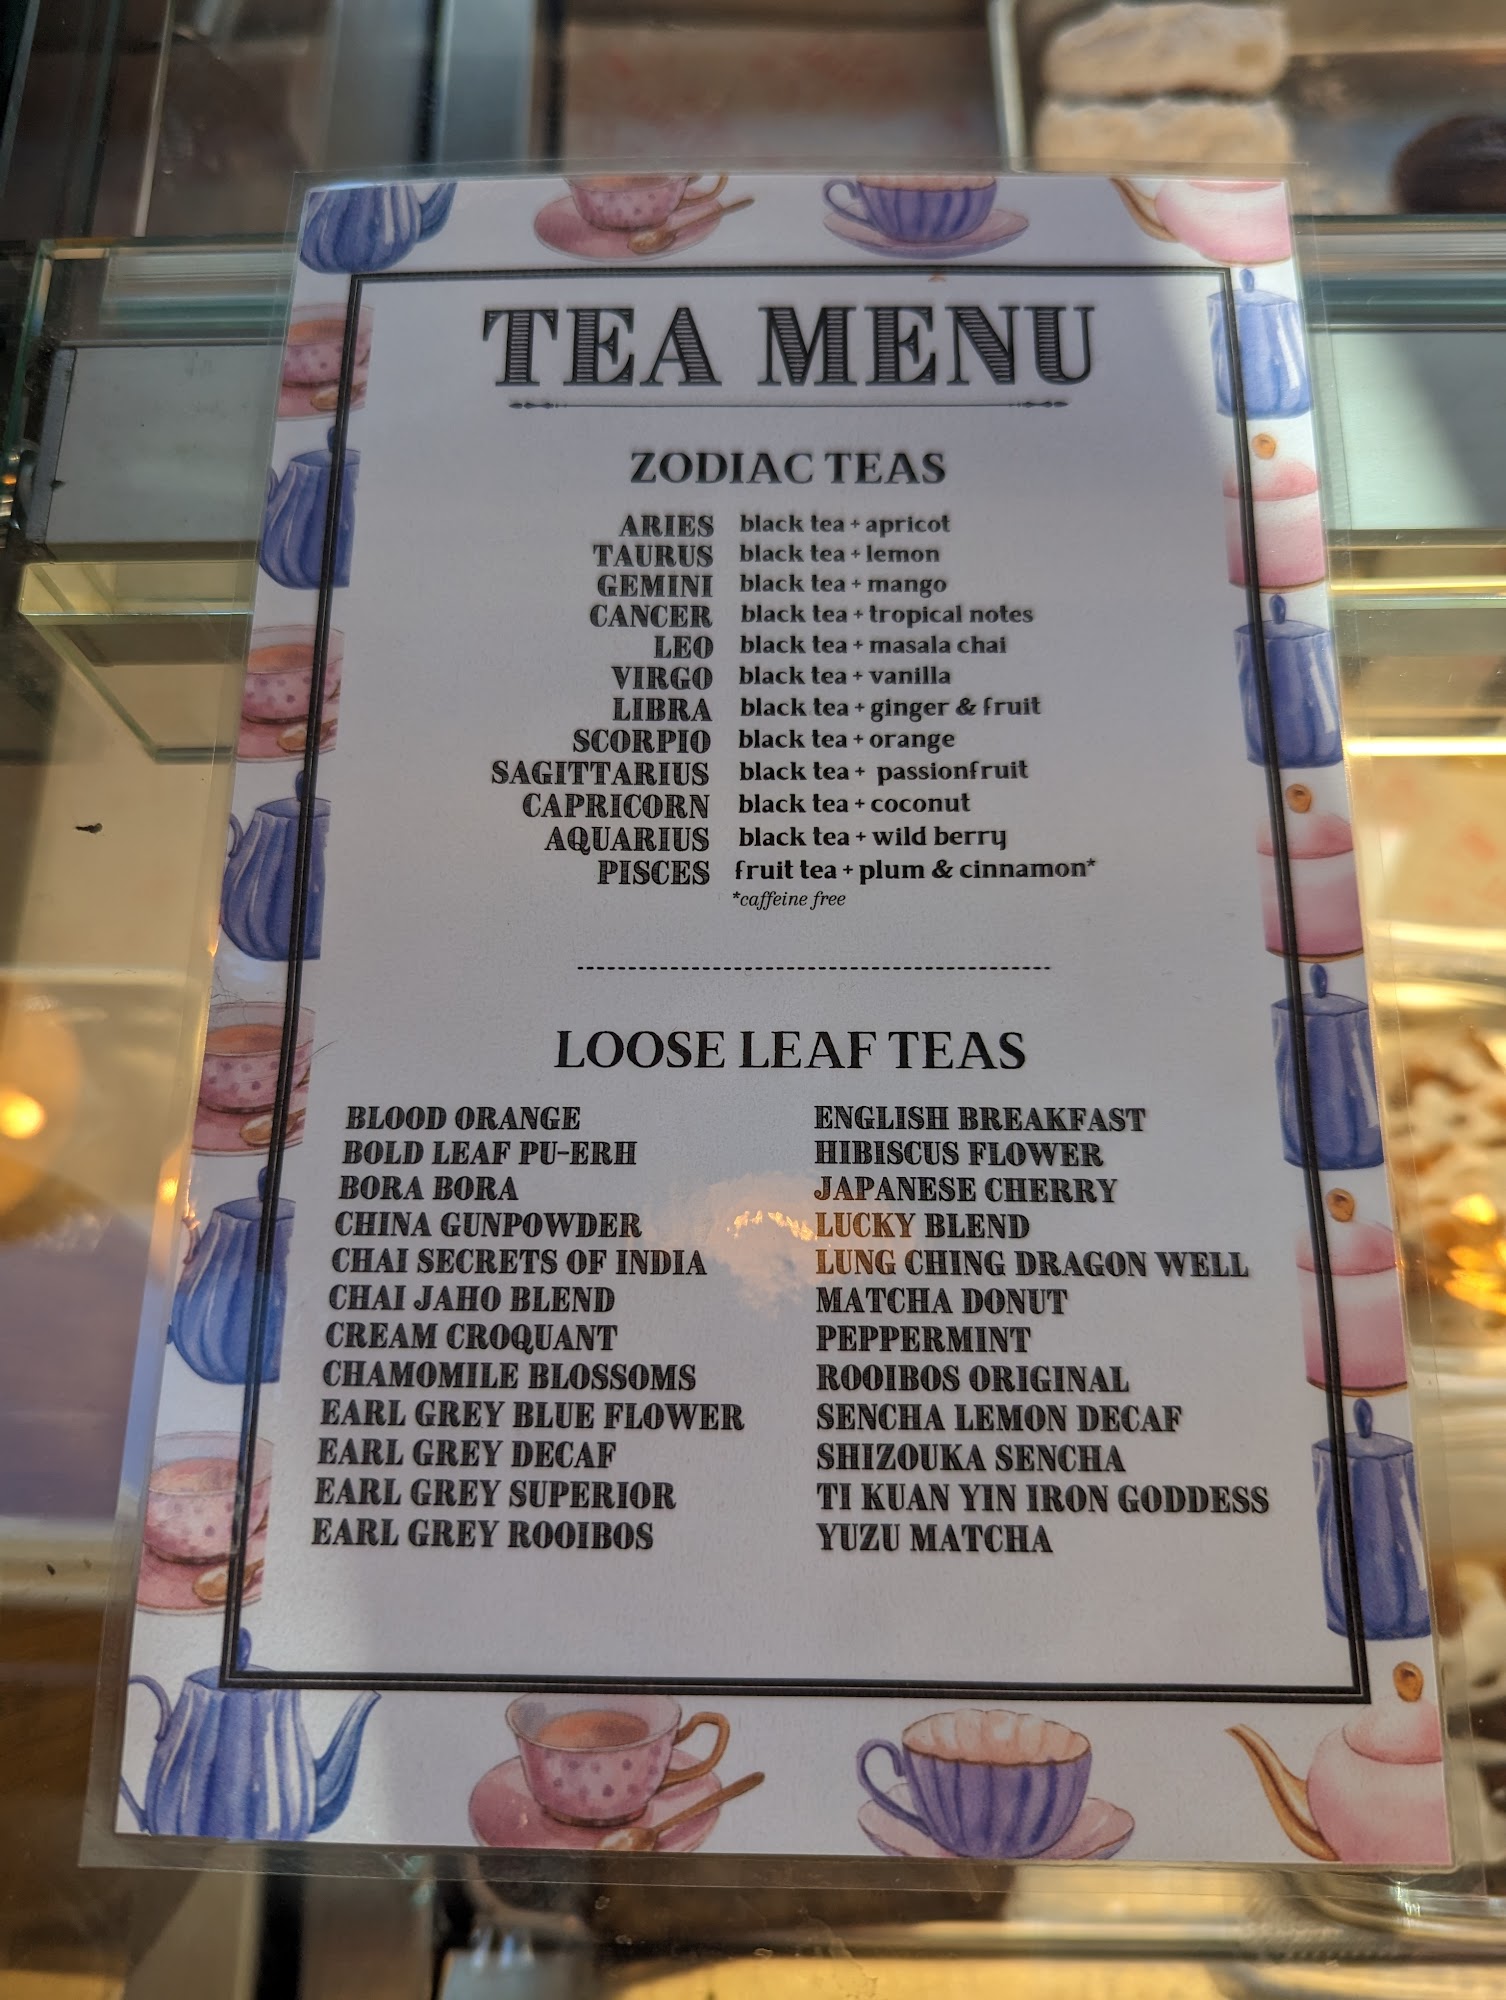 TEA MENU
ZODIAC TEAS
ARIES black tea + apricot
TAURUS black tea + lemon
GEMINI black tea + mango
CANCER black tea + tropical notes
LEO black tea + masala chai
VIRGO black tea + vanilla
LIBRA black tea + ginger & fruit
SCORPIO black tea + orange
SAGITTARIUS black tea + passionfruit
CAPRICORN black tea + coconut
AQUARIUS black tea + wild berry
PISCES fruit tea + plum & cinnamon*
*caffeine free
LOOSE LEAF TEAS
BLOOD ORANGE
BOLD LEAF PU-ERH
BORA BORA
CHINA GUNPOWDER
CHAI SECRETS OF INDIA
CHAI JAHO BLEND
CREAM CROQUANT
CHAMOMILE BLOSSOMS
EARL GREY BLUE FLOWER
EARL GREY DECAF
EARL GREY SUPERIOR
EARL GREY ROOIBOS
ENGLISH BREAKFAST
HIBISCUS FLOWER
JAPANESE CHERRY
LUCKY BLEND
LUNG CHING DRAGON WELL
MATCHA DONUT
PEPPERMINT
ROOIBOS ORIGINAL
SENCHA LEMON DECAF
SHIZOUKA SENCHA
TI KUAN YIN IRON GODDESS
YUZU MATCHA